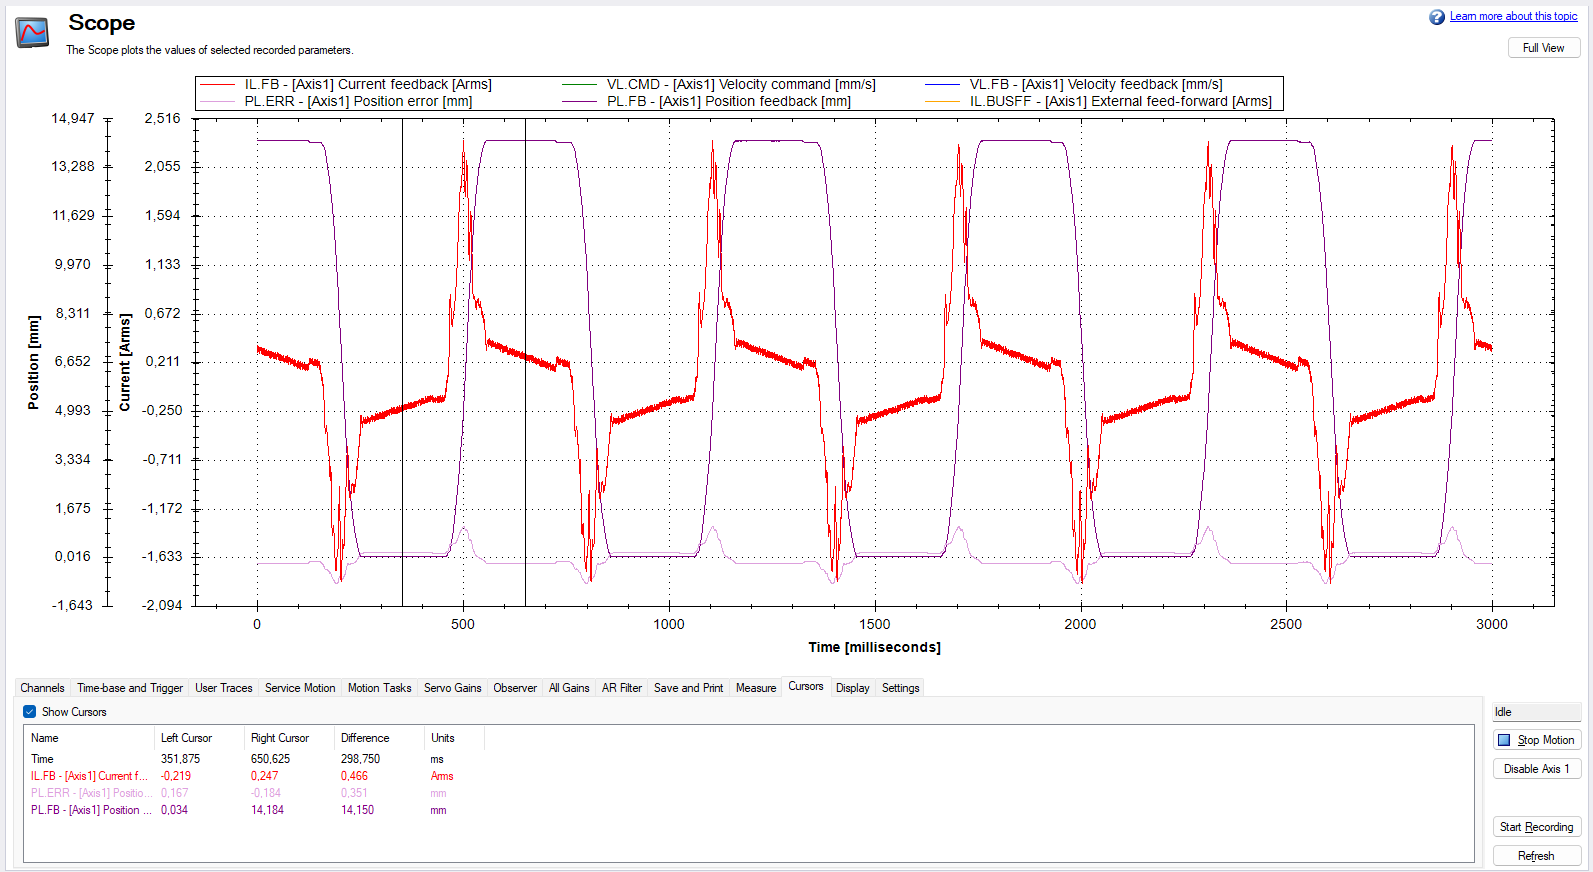 Scope
Learn more about this topic
The Scope plots the values of selected recorded parameters.
Full View
IL.FB - [Axis1] Current feedback [Arms] VL.CMD - [Axis1] Velocity command [mm/s] VL.FB - [Axis1] Velocity feedback [mm/s]
PL.ERR - [Axis1] Position error [mm] PL.FB - [Axis1] Position feedback [mm] IL.BUSFF - [Axis1] External feed-forward [Arms]
14,947 2,516
13,288 2,055
11,629 1,594
9,970 1,133
8,311 0,672
6,652 0,211
4,993 -0,250
3,334 -0,711
1,675 -1,172
0,016 -1,633
-1,643 -2,094
Position [mm]
Current [Arms]
0 500 1000 1500 2000 2500 3000
Time [milliseconds]
Channels Time-base and Trigger User Traces Service Motion Motion Tasks Servo Gains Observer All Gains AR Filter Save and Print Measure Cursors Display Settings
Show Cursors
Name Left Cursor Right Cursor Difference Units
Time 351,875 650,625 298,750 ms
IL.FB - [Axis1] Current f... -0,219 0,247 0,466 Arms
PL.ERR - [Axis1] Positio... 0,167 -0,184 0,351 mm
PL.FB - [Axis1] Position ... 0,034 14,184 14,150 mm
Idle
Stop Motion
Disable Axis 1
Start Recording
Refresh